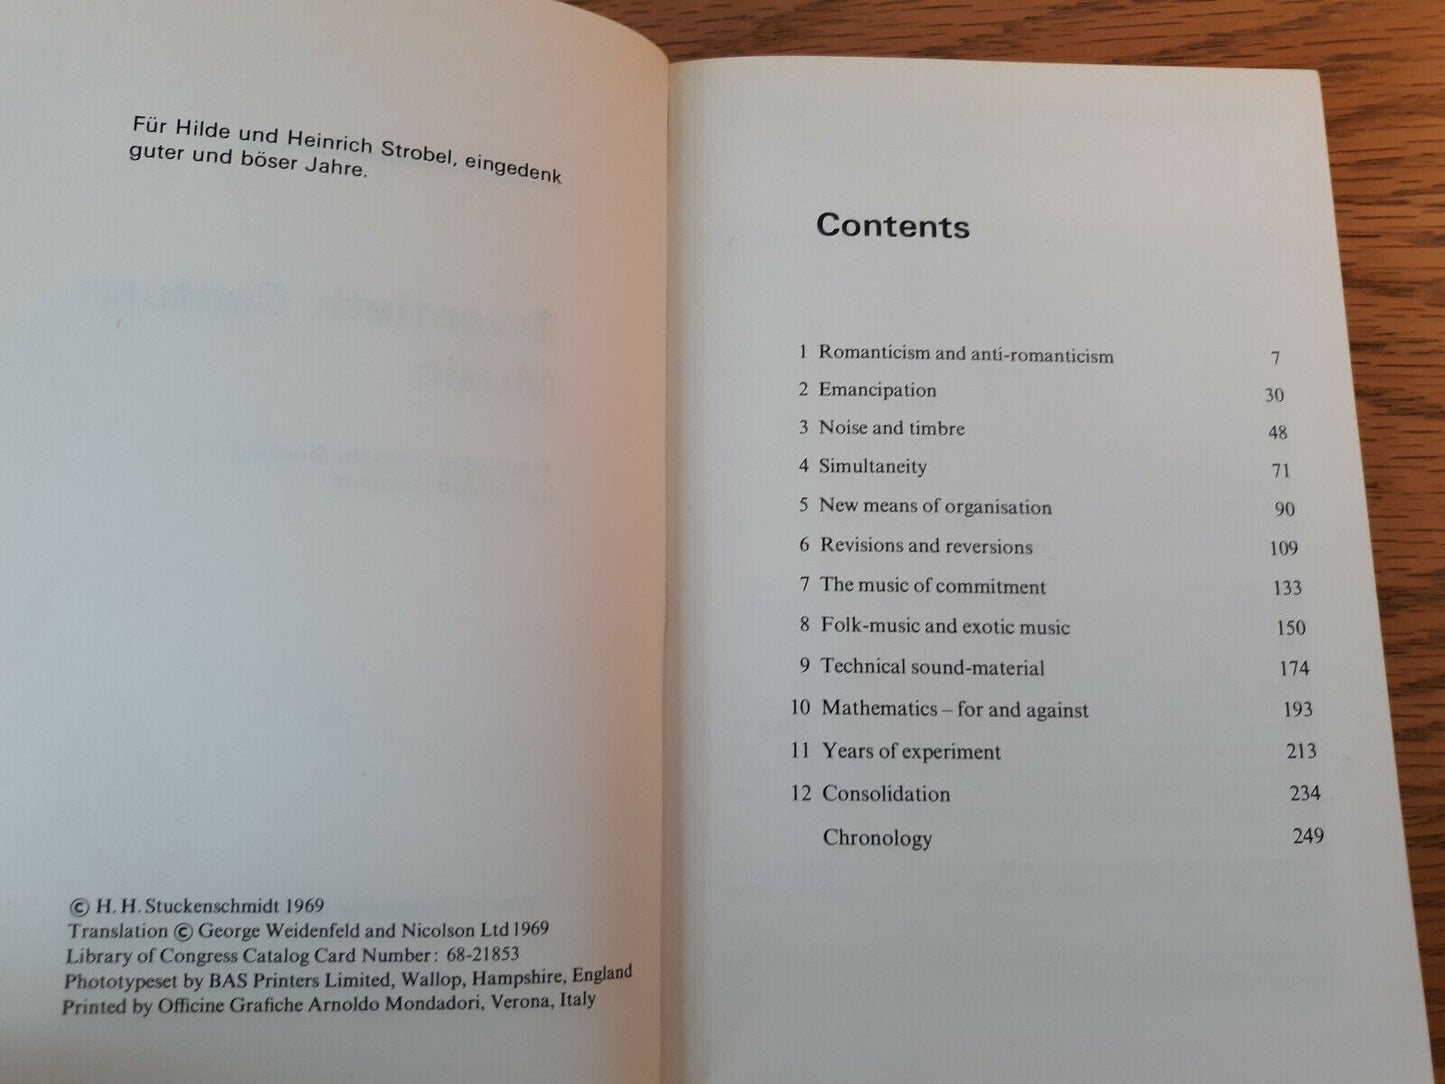 Für Hilde und Heinrich Strobel, eingedenk
guter und böser Jahre.
© H. H. Stuckenschmidt 1969
Translation © George Weidenfeld and Nicolson Ltd 1969
Library of Congress Catalog Card Number: 68-21853
Phototypeset by BAS Printers Limited, Wallop, Hampshire, England
Printed by Officine Grafiche Arnoldo Mondadori, Verona, Italy
Contents
1 Romanticism and anti-romanticism 7
2 Emancipation 30
3 Noise and timbre 48
4 Simultaneity 71
5 New means of organisation 90
6 Revisions and reversions 109
7 The music of commitment 133
8 Folk-music and exotic music 150
9 Technical sound-material 174
10 Mathematics – for and against 193
11 Years of experiment 213
12 Consolidation 234
Chronology 249